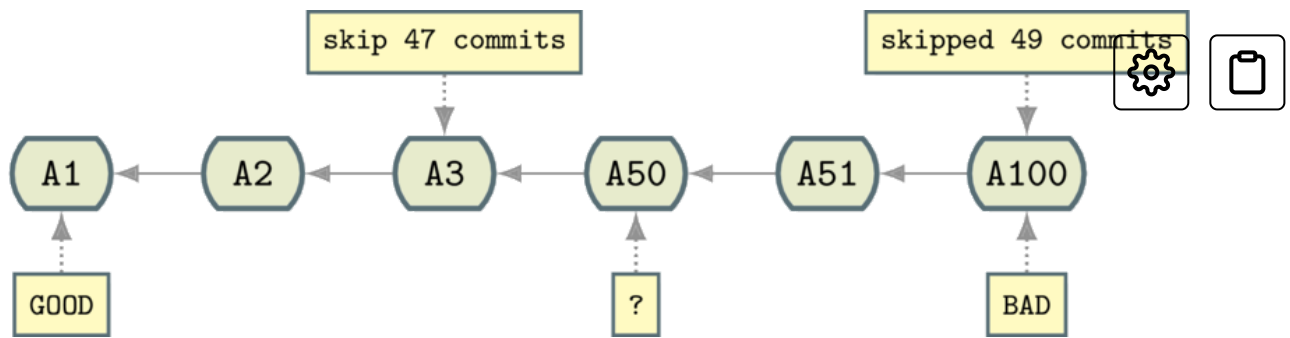 skip 47 commits
skipped 49 commits
A1
A2
A3
A50
A51
A100
GOOD
?
BAD